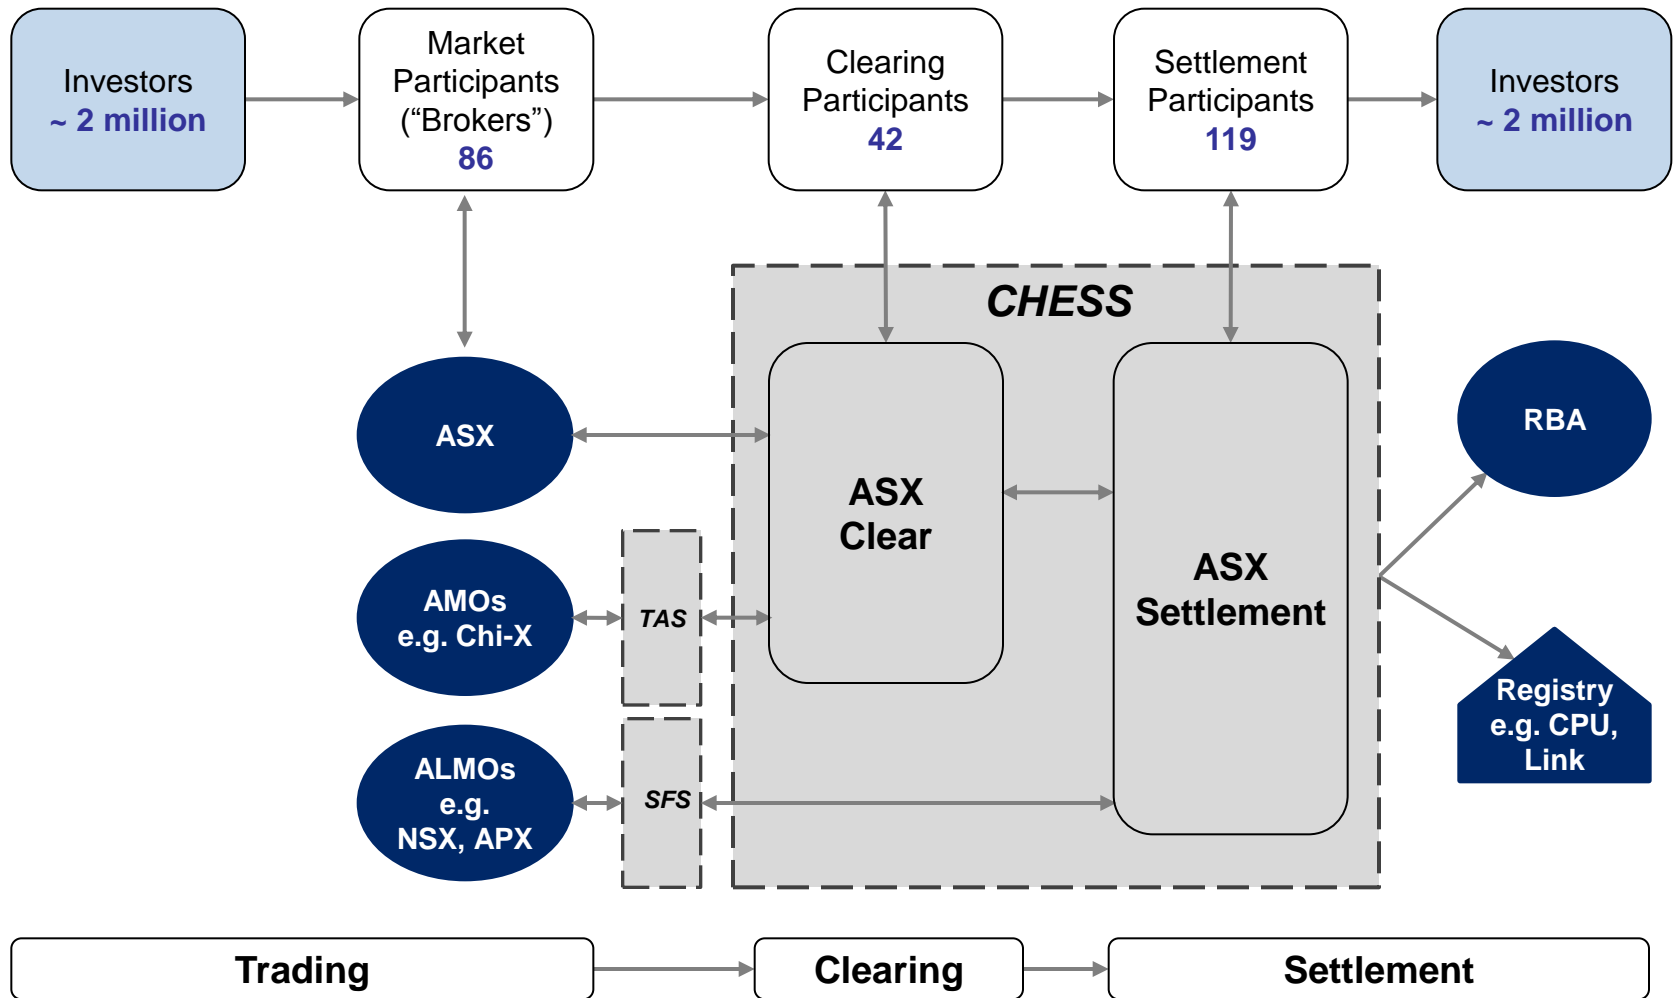 Investors
~ 2 million
Market
Participants
(“Brokers”)
86
Clearing
Participants
42
Settlement
Participants
119
Investors
~ 2 million
CHESS
ASX
ASX
Clear
ASX
Settlement
RBA
AMOs
e.g. Chi-X
TAS
Registry
e.g. CPU,
Link
ALMOs
e.g.
NSX, APX
SFS
Trading
Clearing
Settlement